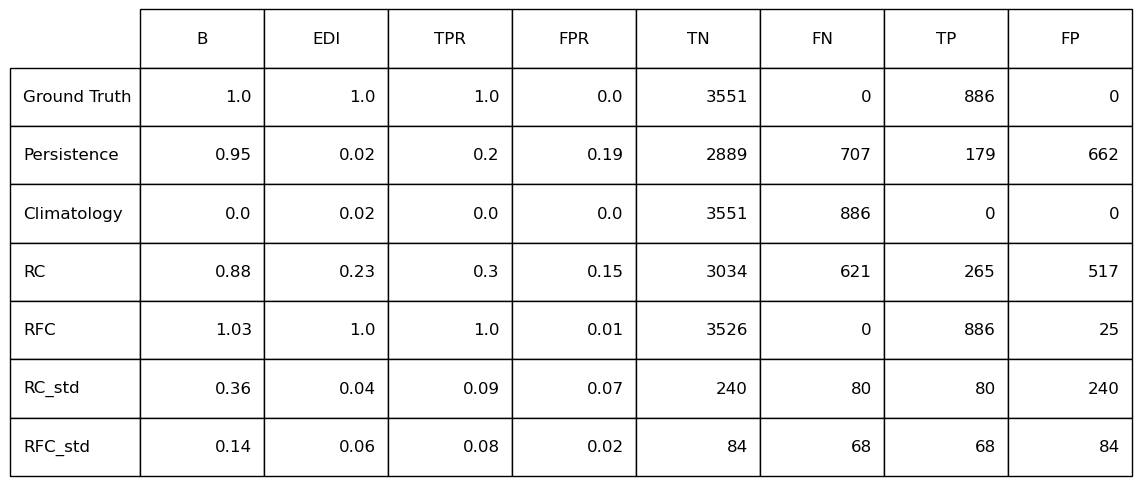 B EDI TPR FPR TN FN TP FP
Ground Truth 1.0 1.0 1.0 0.0 3551 0 886 0
Persistence 0.95 0.02 0.2 0.19 2889 707 179 662
Climatology 0.0 0.02 0.0 0.0 3551 886 0 0
RC 0.88 0.23 0.3 0.15 3034 621 265 517
RFC 1.03 1.0 1.0 0.01 3526 0 886 25
RC_std 0.36 0.04 0.09 0.07 240 80 80 240
RFC_std 0.14 0.06 0.08 0.02 84 68 68 84